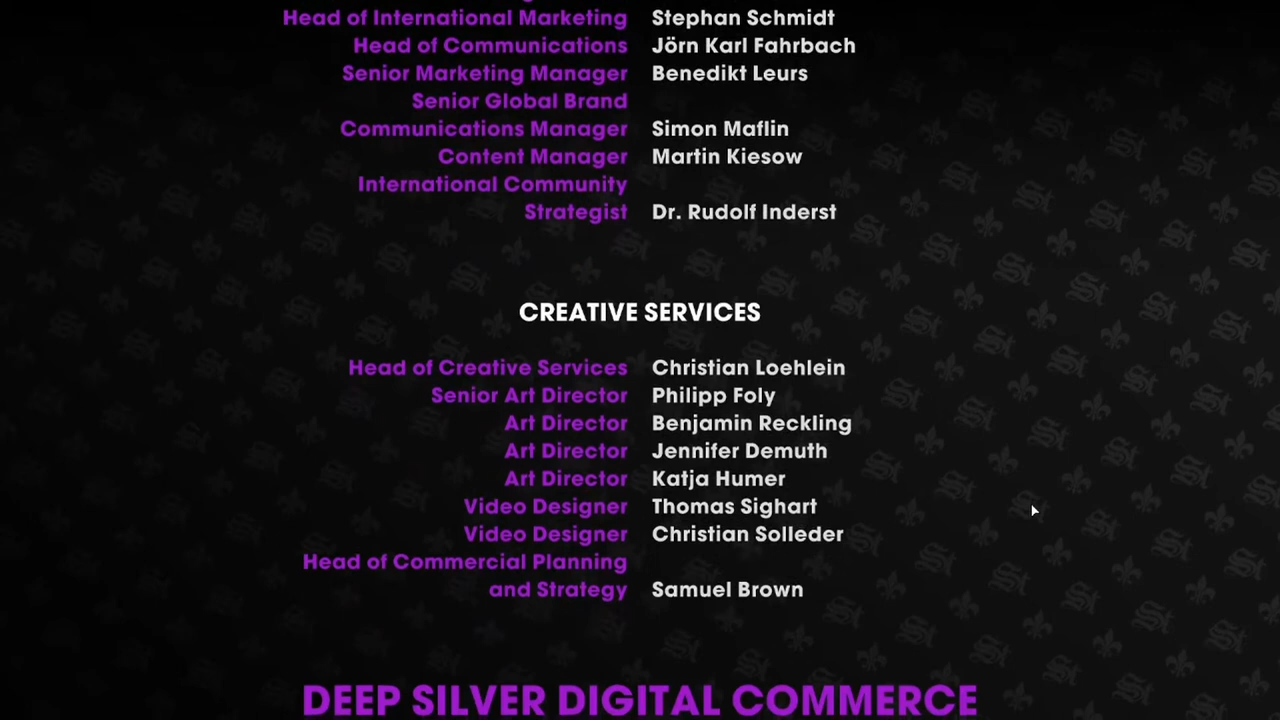 Head of International Marketing Stephan Schmidt
Head of Communications Jörn Karl Fahrbach
Senior Marketing Manager Benedikt Leurs
Senior Global Brand
Communications Manager Simon Maflin
Content Manager Martin Kiesow
International Community
Strategist Dr. Rudolf Inderst
CREATIVE SERVICES
Head of Creative Services Christian Loehlein
Senior Art Director Philipp Foly
Art Director Benjamin Reckling
Art Director Jennifer Demuth
Art Director Katja Humer
Video Designer Thomas Sighart
Video Designer Christian Solleder
Head of Commercial Planning
and Strategy Samuel Brown
DEEP SILVER DIGITAL COMMERCE